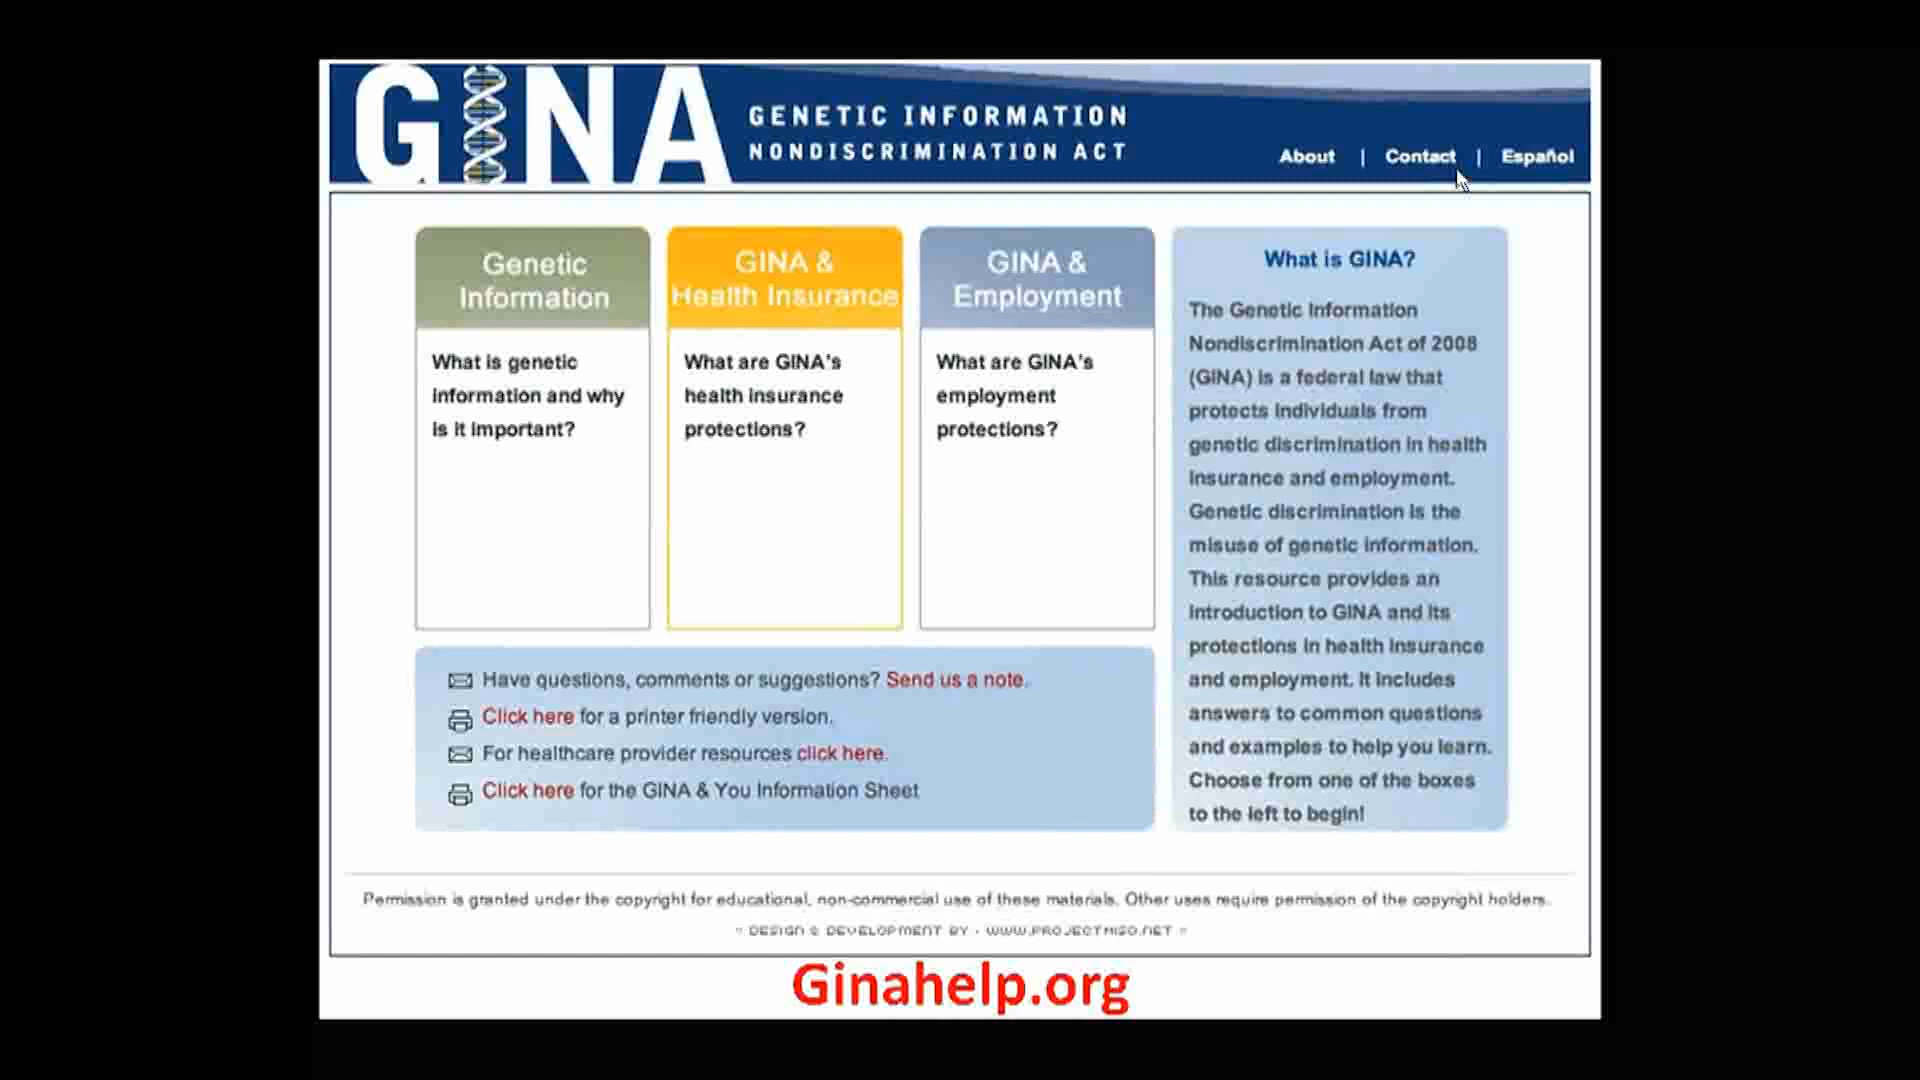 GINA
GENETIC INFORMATION
NONDISCRIMINATION ACT
About | Contact | Español
Genetic
Information
What is genetic
information and why
is it important?
GINA &
Health Insurance
What are GINA's
health insurance
protections?
GINA &
Employment
What are GINA's
employment
protections?
What is GINA?
The Genetic Information
Nondiscrimination Act of 2008
(GINA) is a federal law that
protects individuals from
genetic discrimination in health
insurance and employment.
Genetic discrimination is the
misuse of genetic information.
This resource provides an
introduction to GINA and its
protections in health insurance
and employment. It includes
answers to common questions
and examples to help you learn.
Choose from one of the boxes
to the left to begin!
Have questions, comments or suggestions? Send us a note.
Click here for a printer friendly version.
For healthcare provider resources click here.
Click here for the GINA & You Information Sheet
Permission is granted under the copyright for educational, non-commercial use of these materials. Other uses require permission of the copyright holders.
DESIGN & DEVELOPMENT BY - WWW.PROJECTMISO.NET
Ginahelp.org